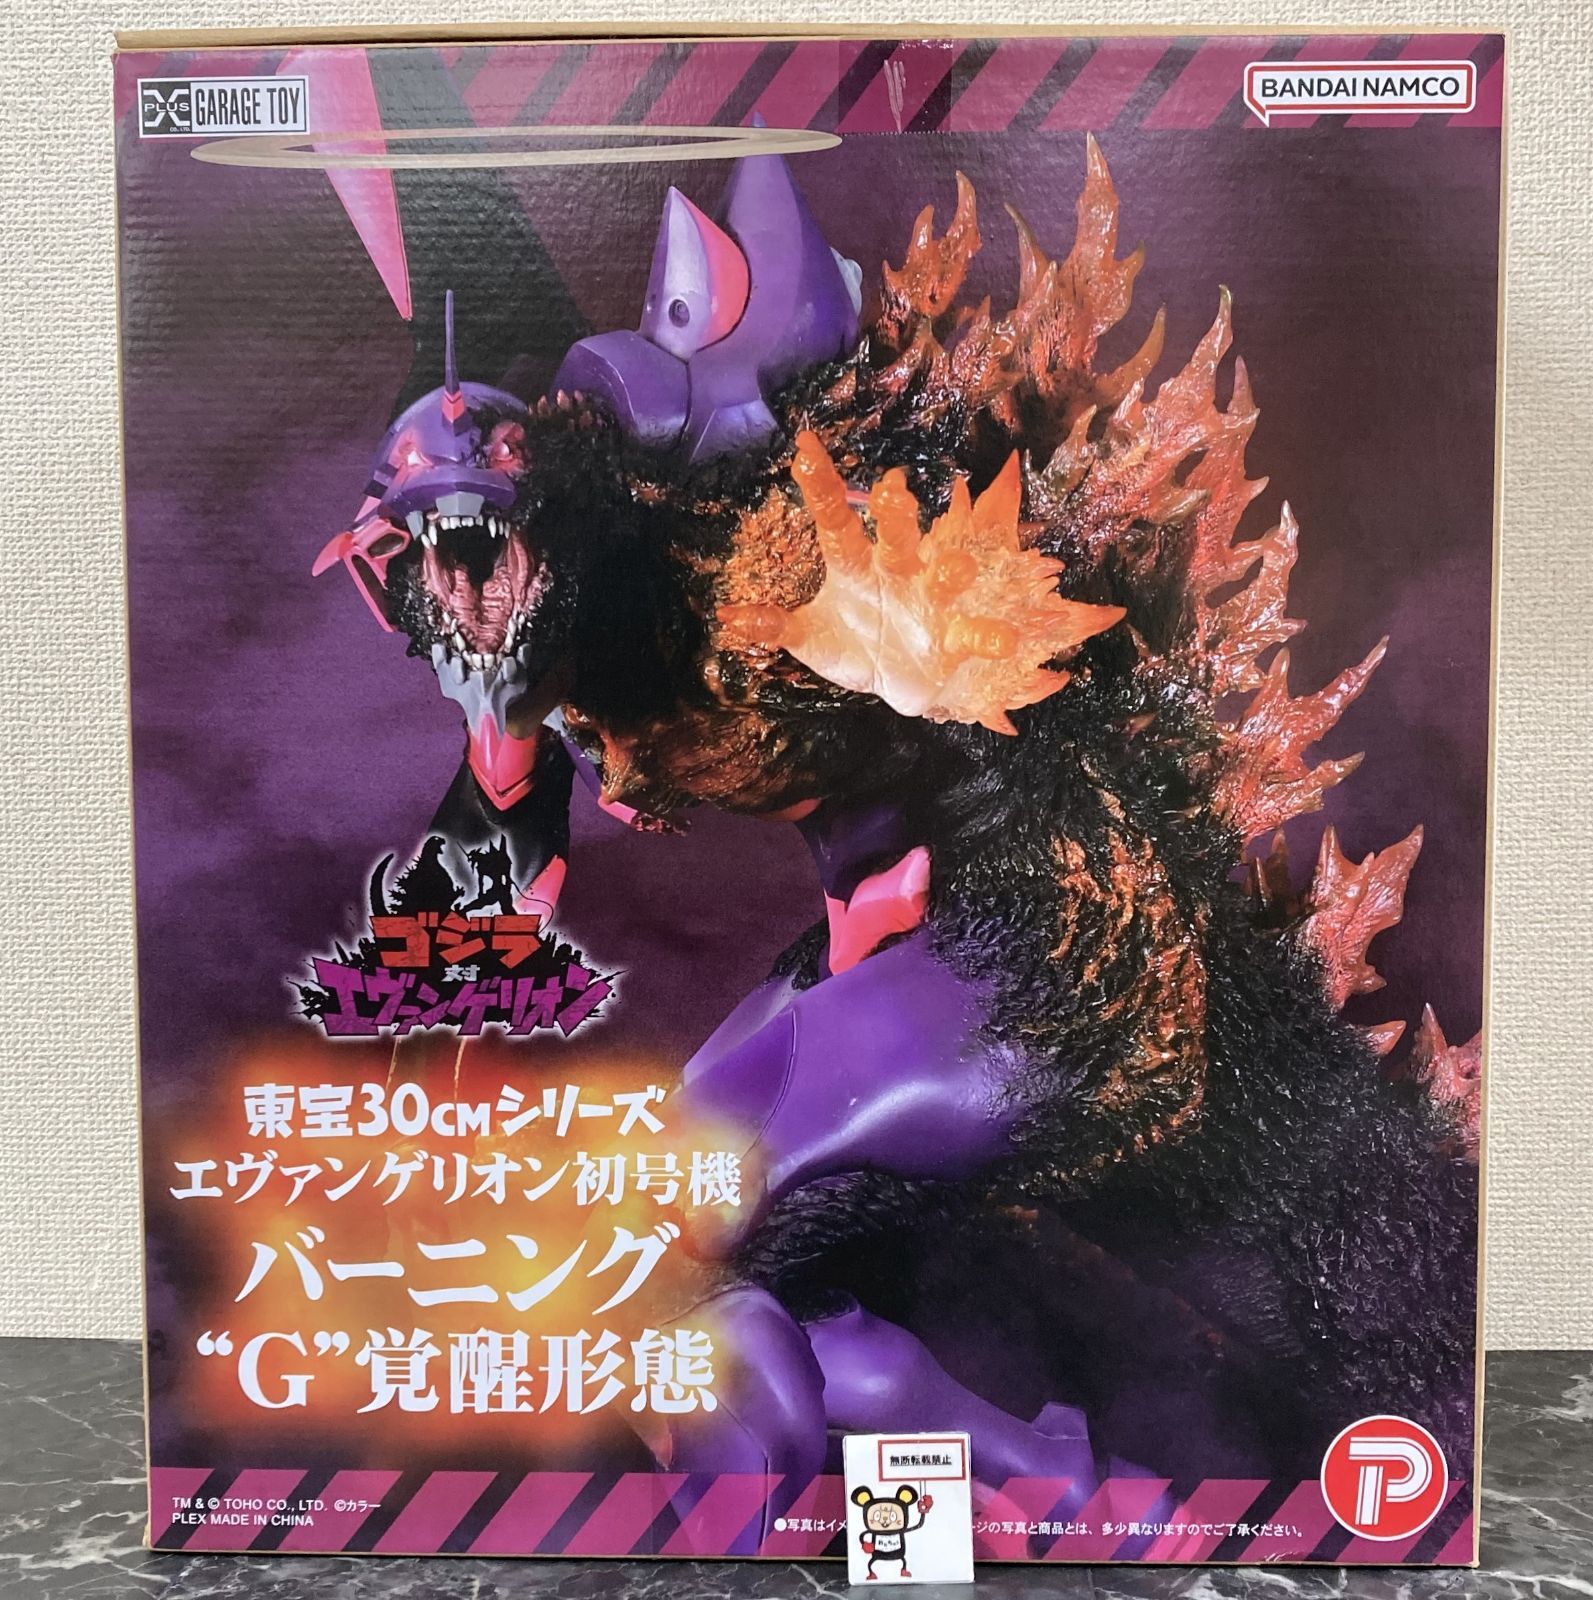 X PLUS CO., LTD. GARAGE TOY
BANDAI NAMCO
ゴジラ
対
エヴァンゲリオン
東宝30CMシリーズ
エヴァンゲリオン初号機
バーニング
“G”覚醒形態
TM & © TOHO CO., LTD. ©カラー
PLEX MADE IN CHINA
無断転載禁止
●写真はイメ
ージの写真と商品とは、多少異なりますのでご了承ください。
P